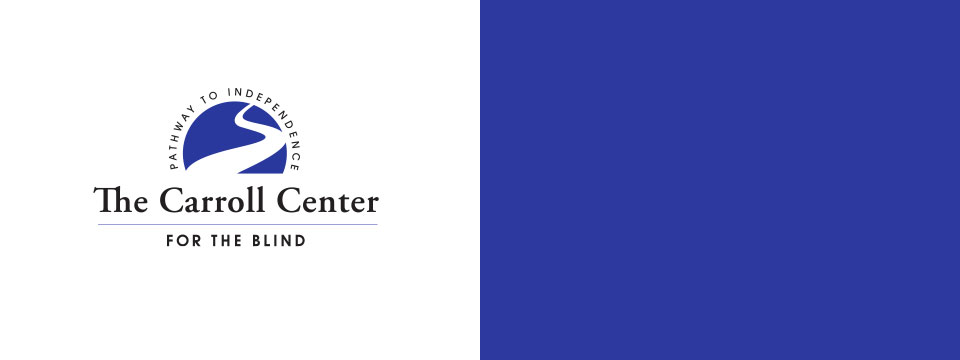 PATHWAY TO INDEPENDENCE
The Carroll Center
FOR THE BLIND